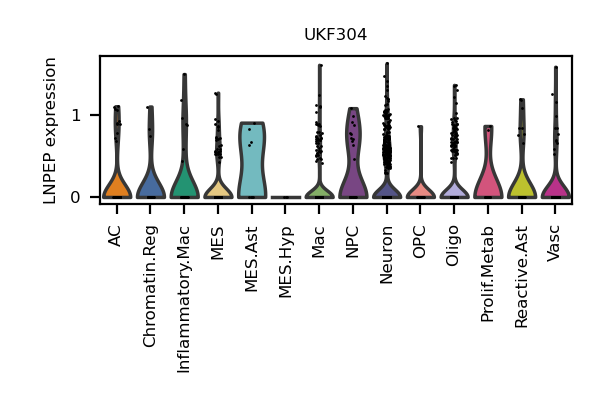 UKF304
LNPEP expression
1
0
AC
Chromatin.Reg
Inflammatory.Mac
MES
MES.Ast
MES.Hyp
Mac
NPC
Neuron
OPC
Oligo
Prolif.Metab
Reactive.Ast
Vasc